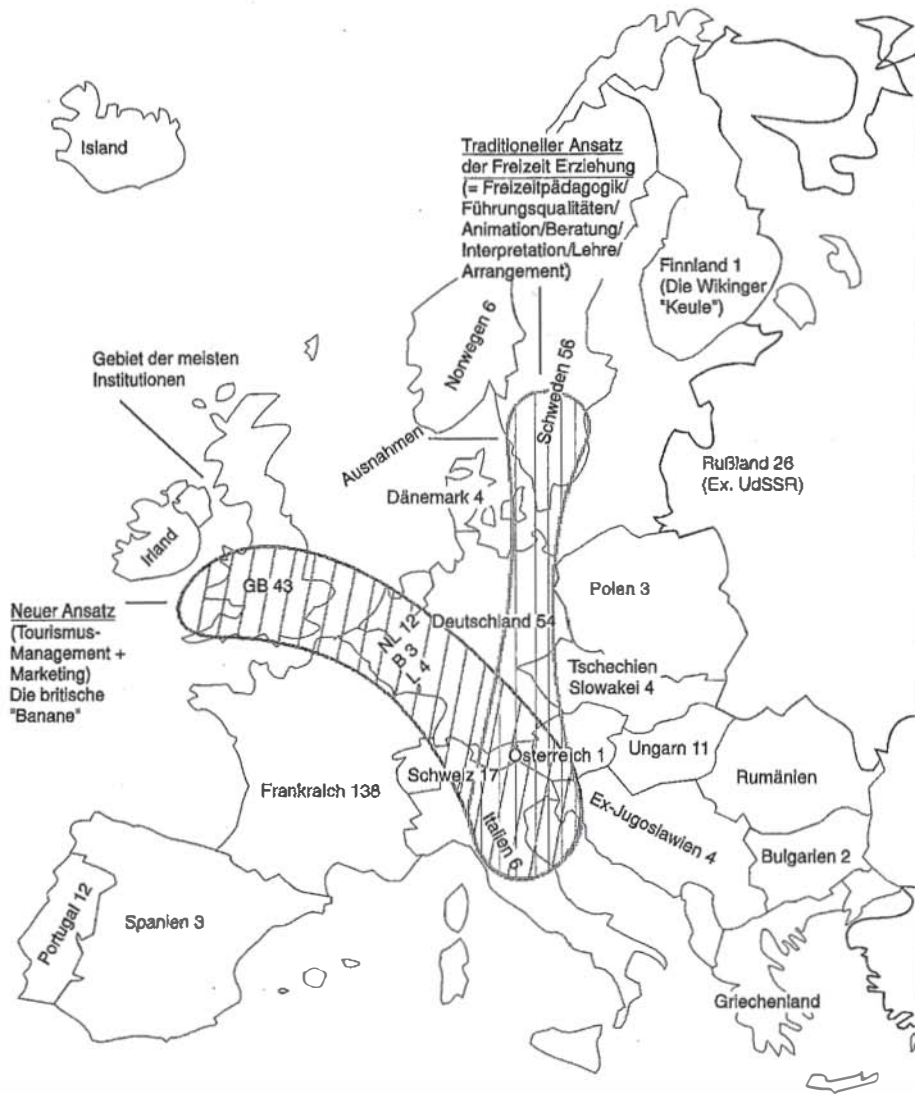 Island
Traditioneller Ansatz
der Freizeit Erziehung
(= Freizeitpädagogik/
Führungsqualitäten/
Animation/Beratung/
Interpretation/Lehre/
Arrangement)
Finnland 1
(Die Wikinger
"Keule")
Norwegen 6
Schweden 56
Gebiet der meisten
Institutionen
Ausnahmen
Rußland 26
(Ex. UdSSR)
Dänemark 4
Irland
GB 43
Polen 3
Neuer Ansatz
(Tourismus-
Management +
Marketing)
Die britische
"Banane"
NL 12
B 3
L 4
Deutschland 54
Tschechien
Slowakei 4
Österreich 1
Ungarn 11
Schweiz 17
Rumänien
Frankraich 138
Italien 6
Ex-Jugoslawien 4
Bulgarien 2
Portugal 12
Spanien 3
Griechenland